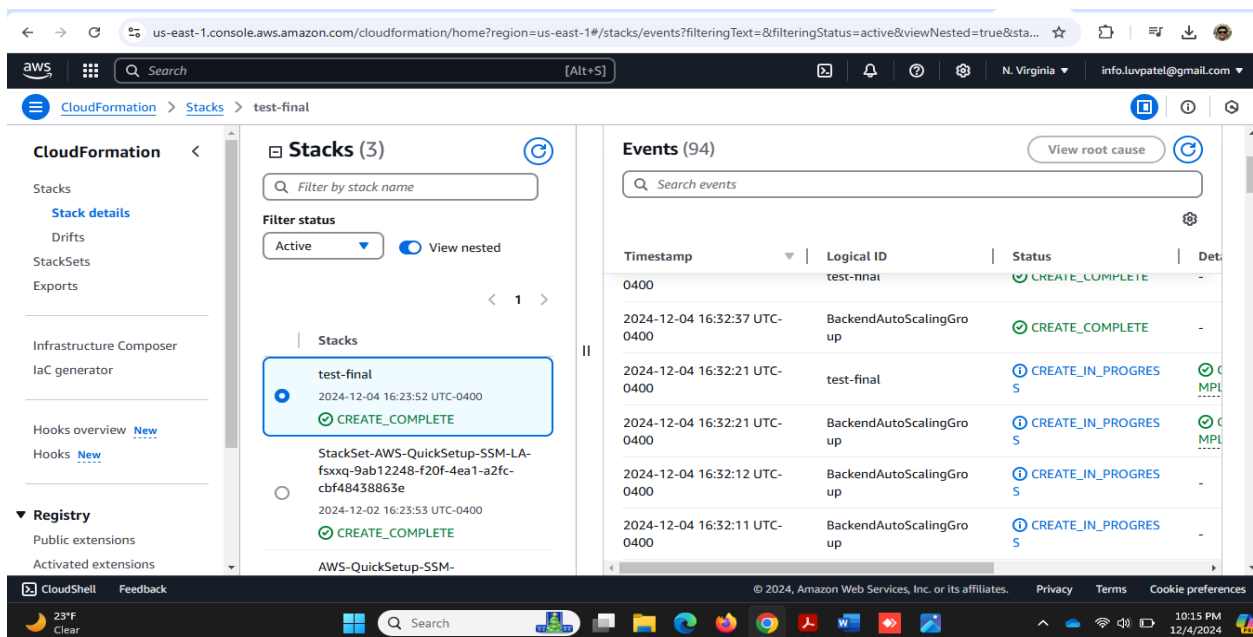 us-east-1.console.aws.amazon.com/cloudformation/home?region=us-east-1#/stacks/events?filteringText=&filteringStatus=active&viewNested=true&sta...
aws
Search [Alt+S]
N. Virginia
info.luvpatel@gmail.com
CloudFormation > Stacks > test-final
CloudFormation
Stacks
Stack details
Drifts
StackSets
Exports
Infrastructure Composer
IaC generator
Hooks overview New
Hooks New
Registry
Public extensions
Activated extensions
Stacks (3)
Filter by stack name
Filter status
Active
View nested
1
Stacks
test-final
2024-12-04 16:23:52 UTC-0400
CREATE_COMPLETE
StackSet-AWS-QuickSetup-SSM-LA-
fsxxq-9ab12248-f20f-4ea1-a2fc-
cbf48438863e
2024-12-02 16:23:53 UTC-0400
CREATE_COMPLETE
AWS-QuickSetup-SSM-
Events (94)
View root cause
Search events
Timestamp Logical ID Status Deta
0400 test-final CREATE_COMPLETE -
2024-12-04 16:32:37 UTC- BackendAutoScalingGro CREATE_COMPLETE -
0400 up
2024-12-04 16:32:21 UTC- test-final CREATE_IN_PROGRES C
0400 S MPL
2024-12-04 16:32:21 UTC- BackendAutoScalingGro CREATE_IN_PROGRES C
0400 up S MPL
2024-12-04 16:32:12 UTC- BackendAutoScalingGro CREATE_IN_PROGRES -
0400 up S
2024-12-04 16:32:11 UTC- BackendAutoScalingGro CREATE_IN_PROGRES -
0400 up S
CloudShell Feedback © 2024, Amazon Web Services, Inc. or its affiliates. Privacy Terms Cookie preferences
23°F
Clear
Search
10:15 PM
12/4/2024